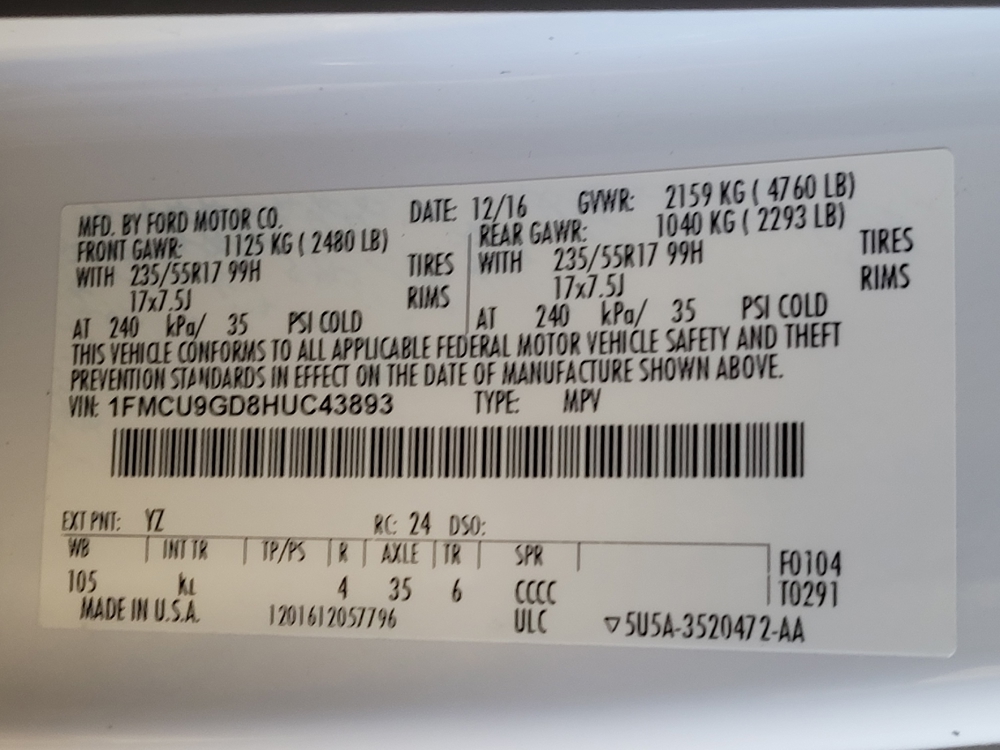 MFD. BY FORD MOTOR CO. DATE: 12/16 GVWR: 2159 KG ( 4760 LB)
FRONT GAWR: 1125 KG ( 2480 LB) REAR GAWR: 1040 KG ( 2293 LB)
WITH 235/55R17 99H TIRES WITH 235/55R17 99H TIRES
17x7.5J RIMS 17x7.5J RIMS
AT 240 kPa/ 35 PSI COLD AT 240 kPa/ 35 PSI COLD
THIS VEHICLE CONFORMS TO ALL APPLICABLE FEDERAL MOTOR VEHICLE SAFETY AND THEFT
PREVENTION STANDARDS IN EFFECT ON THE DATE OF MANUFACTURE SHOWN ABOVE.
VIN: 1FMCU9GD8HUC43893 TYPE: MPV
EXT PNT: YZ RC: 24 DSO:
WB INT TR TP/PS R AXLE TR SPR F0104
105 kL 4 35 6 CCCC T0291
MADE IN U.S.A. 1201612057796 ULC ▽5U5A-3520472-AA